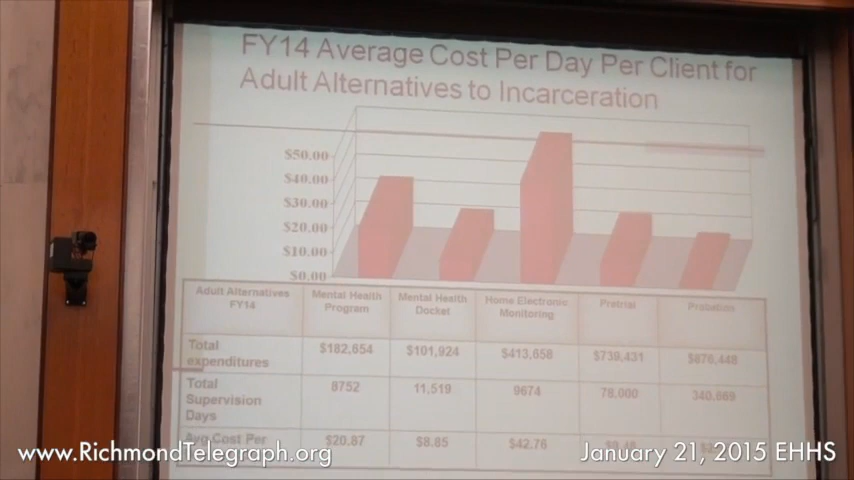 FY14 Average Cost Per Day Per Client for
Adult Alternatives to Incarceration
$50.00
$40.00
$30.00
$20.00
$10.00
$0.00
Adult Alternatives FY14 Mental Health Program Mental Health Docket Home Electronic Monitoring Pretrial Probation
Total expenditures $182,654 $101,924 $413,658 $739,431 $876,448
Total Supervision Days 8752 11,519 9674 78,000 340,669
Avg Cost Per $20.87 $8.85 $42.76
www.RichmondTelegraph.org
January 21, 2015 EHHS